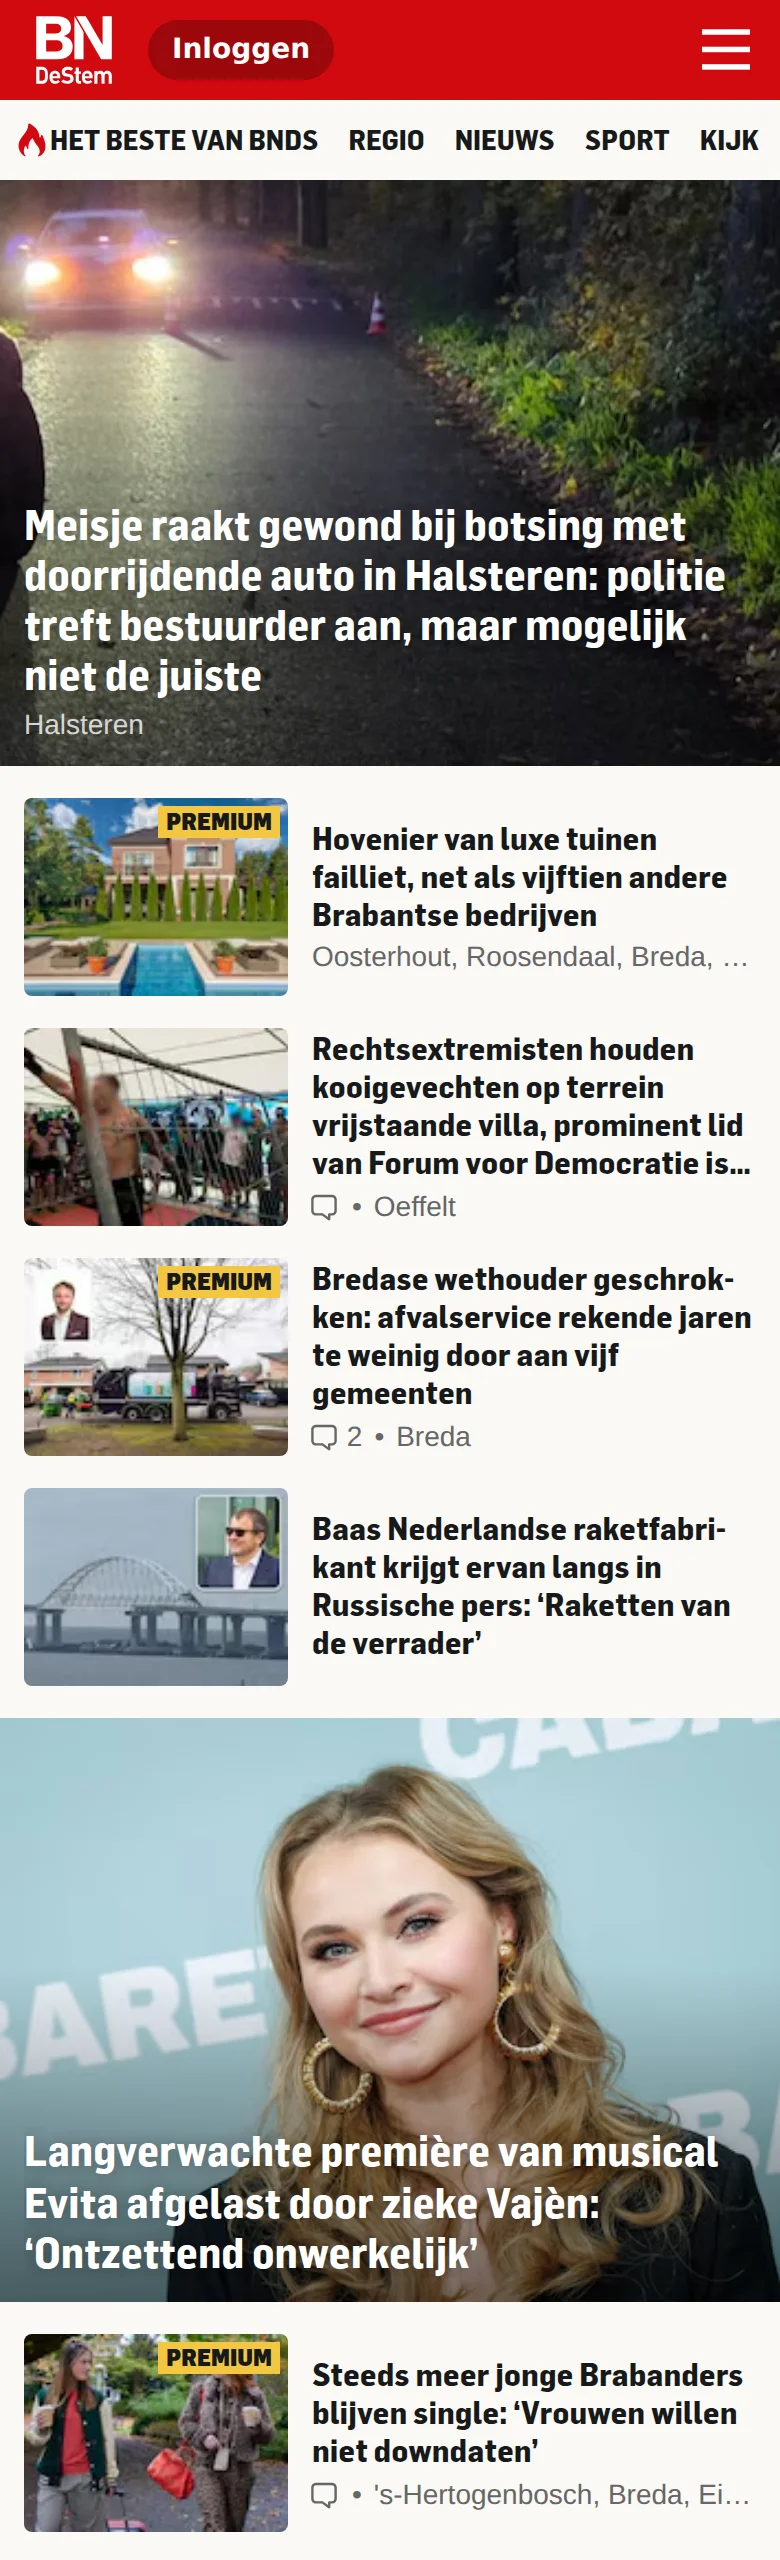 BN
DeStem
Inloggen
HET BESTE VAN BNDS REGIO NIEUWS SPORT KIJK
Meisje raakt gewond bij botsing met
doorrijdende auto in Halsteren: politie
treft bestuurder aan, maar mogelijk
niet de juiste
Halsteren
PREMIUM
Hovenier van luxe tuinen
failliet, net als vijftien andere
Brabantse bedrijven
Oosterhout, Roosendaal, Breda, …
Rechtsextremisten houden
kooigevechten op terrein
vrijstaande villa, prominent lid
van Forum voor Democratie is...
• Oeffelt
PREMIUM
Bredase wethouder geschrok-
ken: afvalservice rekende jaren
te weinig door aan vijf
gemeenten
2 • Breda
Baas Nederlandse raketfabri-
kant krijgt ervan langs in
Russische pers: ‘Raketten van
de verrader’
CABA
BARET
BA
Langverwachte première van musical
Evita afgelast door zieke Vajèn:
‘Ontzettend onwerkelijk’
PREMIUM
Steeds meer jonge Brabanders
blijven single: ‘Vrouwen willen
niet downdaten’
• 's-Hertogenbosch, Breda, Ei…